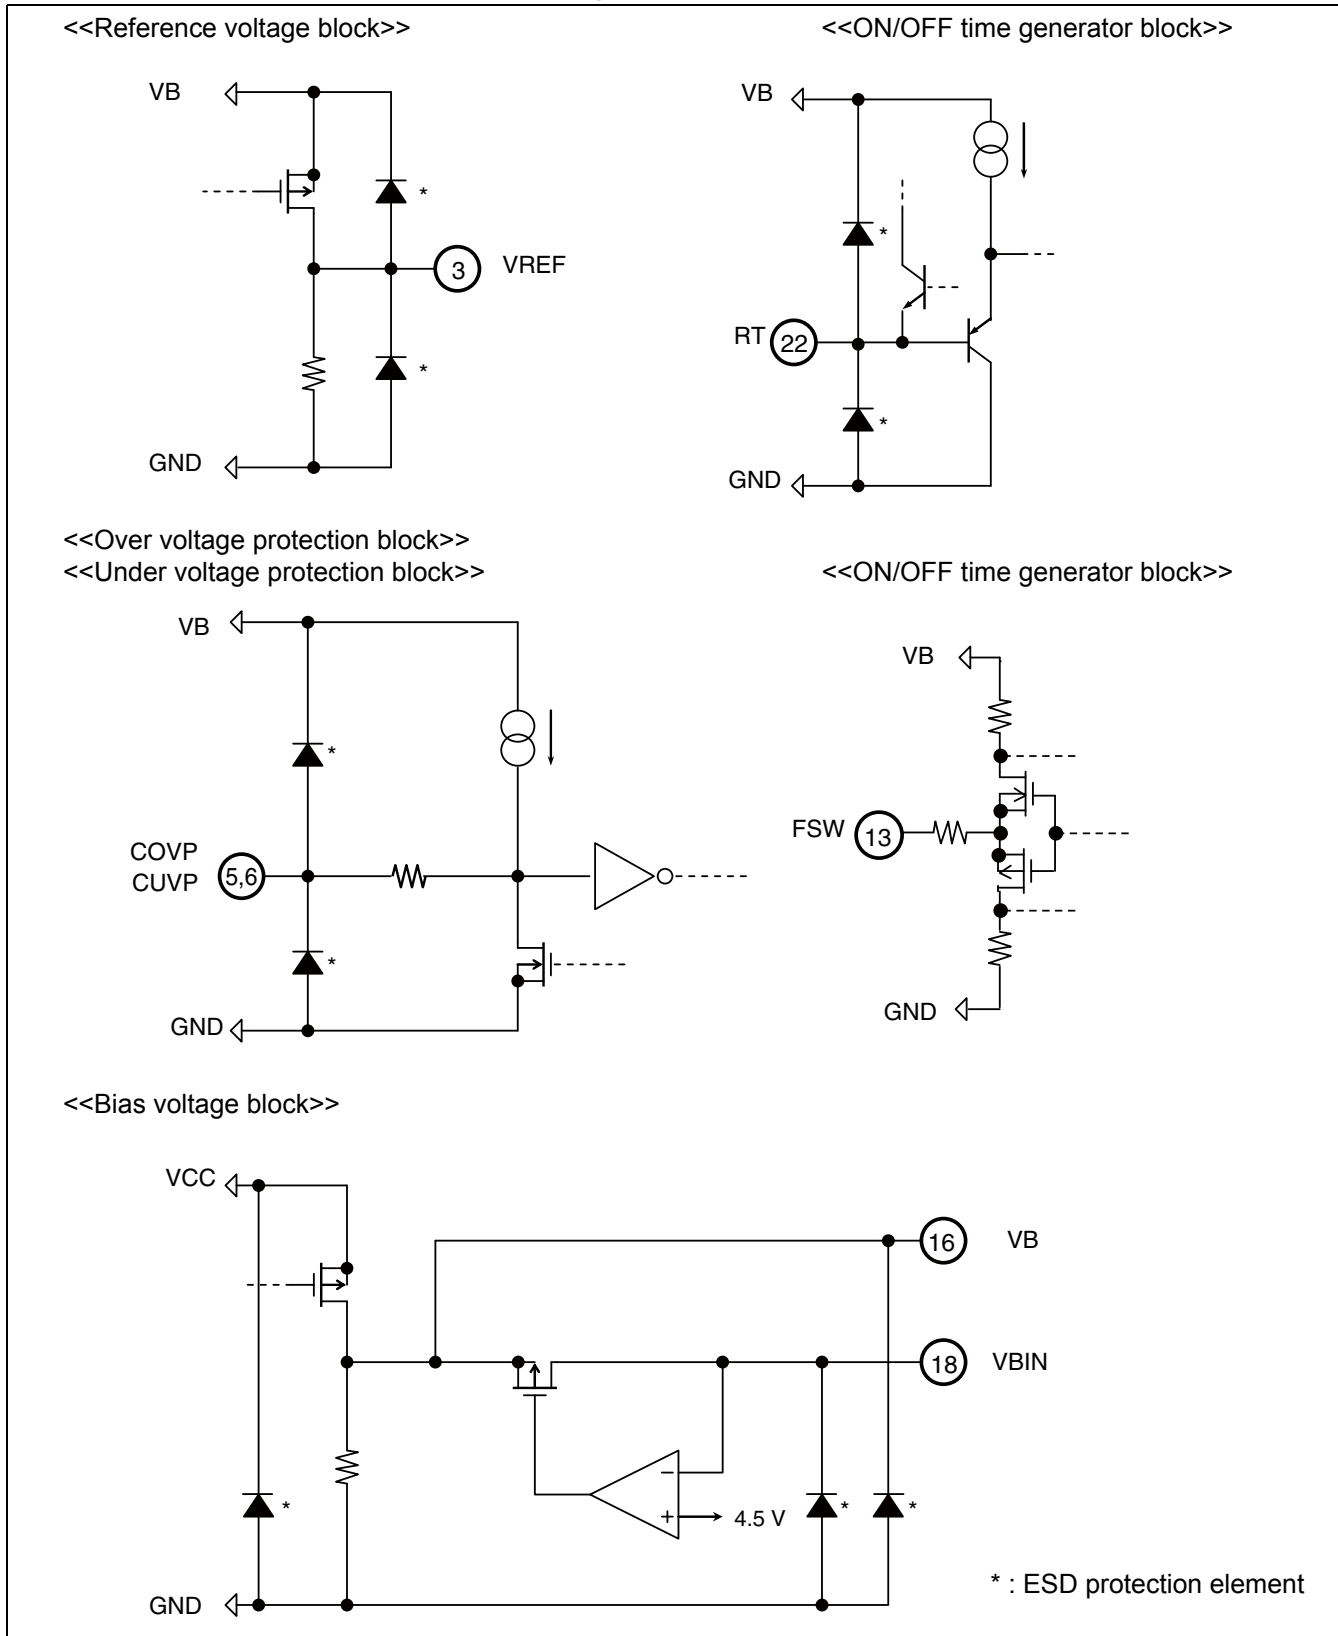 <<Reference voltage block>>
VB
*
3 VREF
*
GND
<<ON/OFF time generator block>>
VB
*
RT 22
*
GND
<<Over voltage protection block>>
<<Under voltage protection block>>
VB
*
COVP
CUVP
5,6
*
GND
<<ON/OFF time generator block>>
VB
FSW 13
GND
<<Bias voltage block>>
VCC
16 VB
18 VBIN
−
+ 4.5 V
* * *
GND
* : ESD protection element